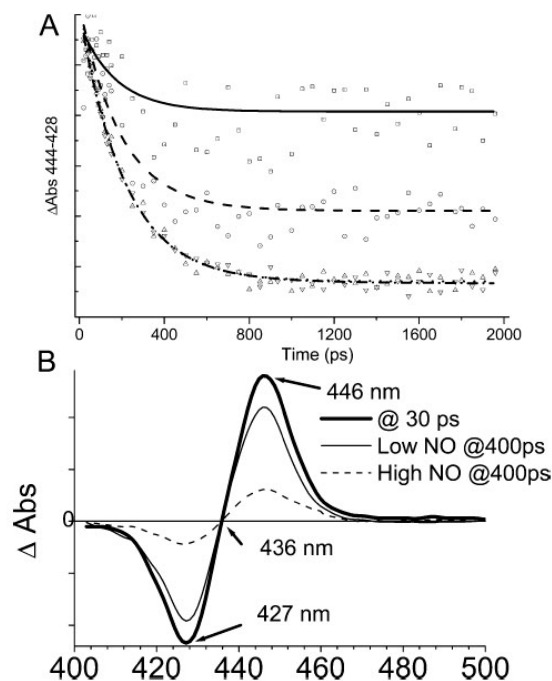 A
ΔAbs 444-428
0 400 800 1200 1600 2000
Time (ps)
B
446 nm
@ 30 ps
Low NO @400ps
High NO @400ps
Δ Abs
0
436 nm
427 nm
400 420 440 460 480 500